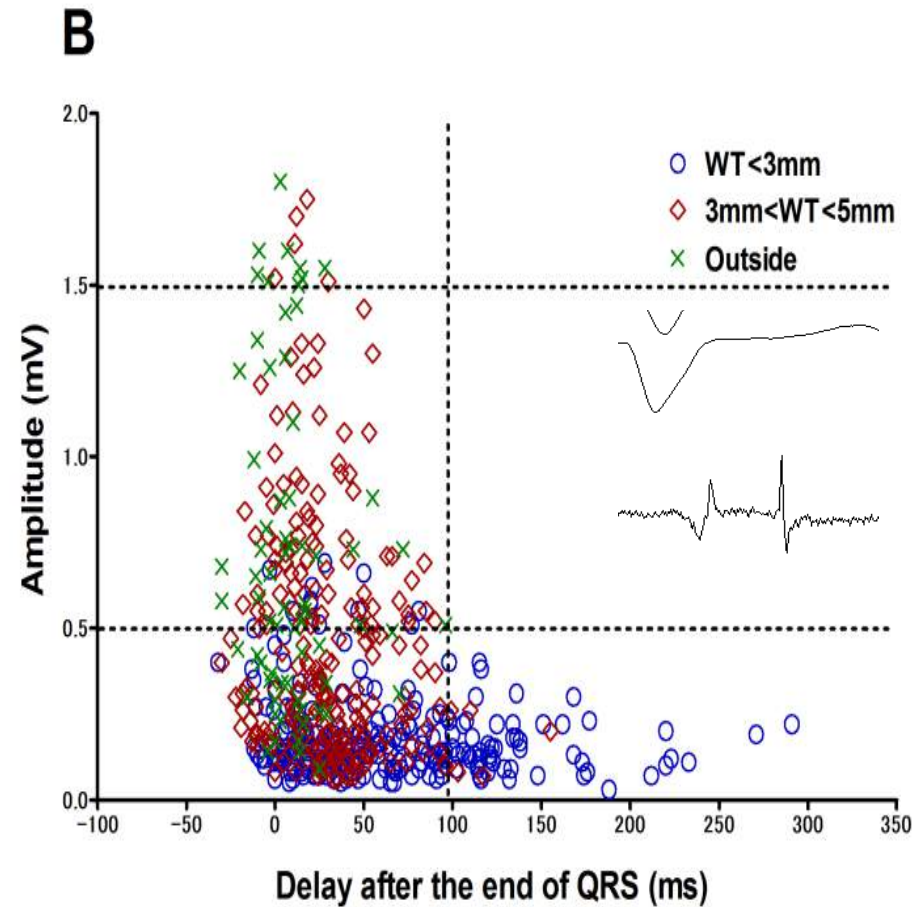 B
2.0
WT<3mm
3mm<WT<5mm
Outside
1.5
1.0
0.5
0.0
Amplitude (mV)
−100 −50 0 50 100 150 200 250 300 350
Delay after the end of QRS (ms)